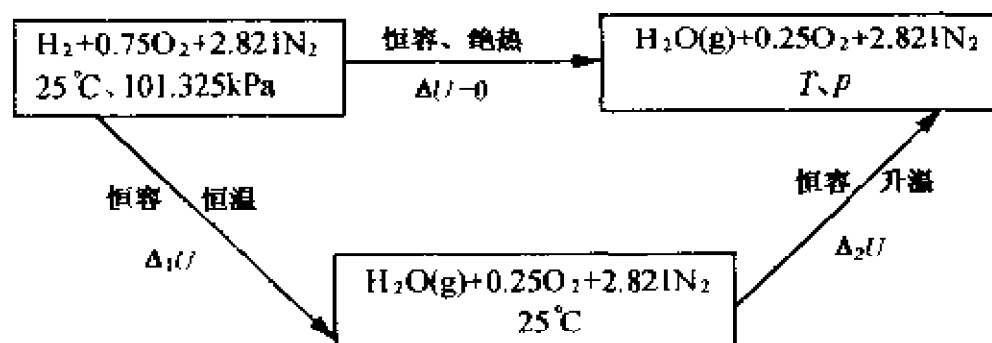 H₂+0.75O₂+2.821N₂
25℃、101.325kPa
恒容、绝热
ΔU=0
H₂O(g)+0.25O₂+2.821N₂
T、p
恒容 恒温
Δ₁U
恒容 升温
Δ₂U
H₂O(g)+0.25O₂+2.821N₂
25℃